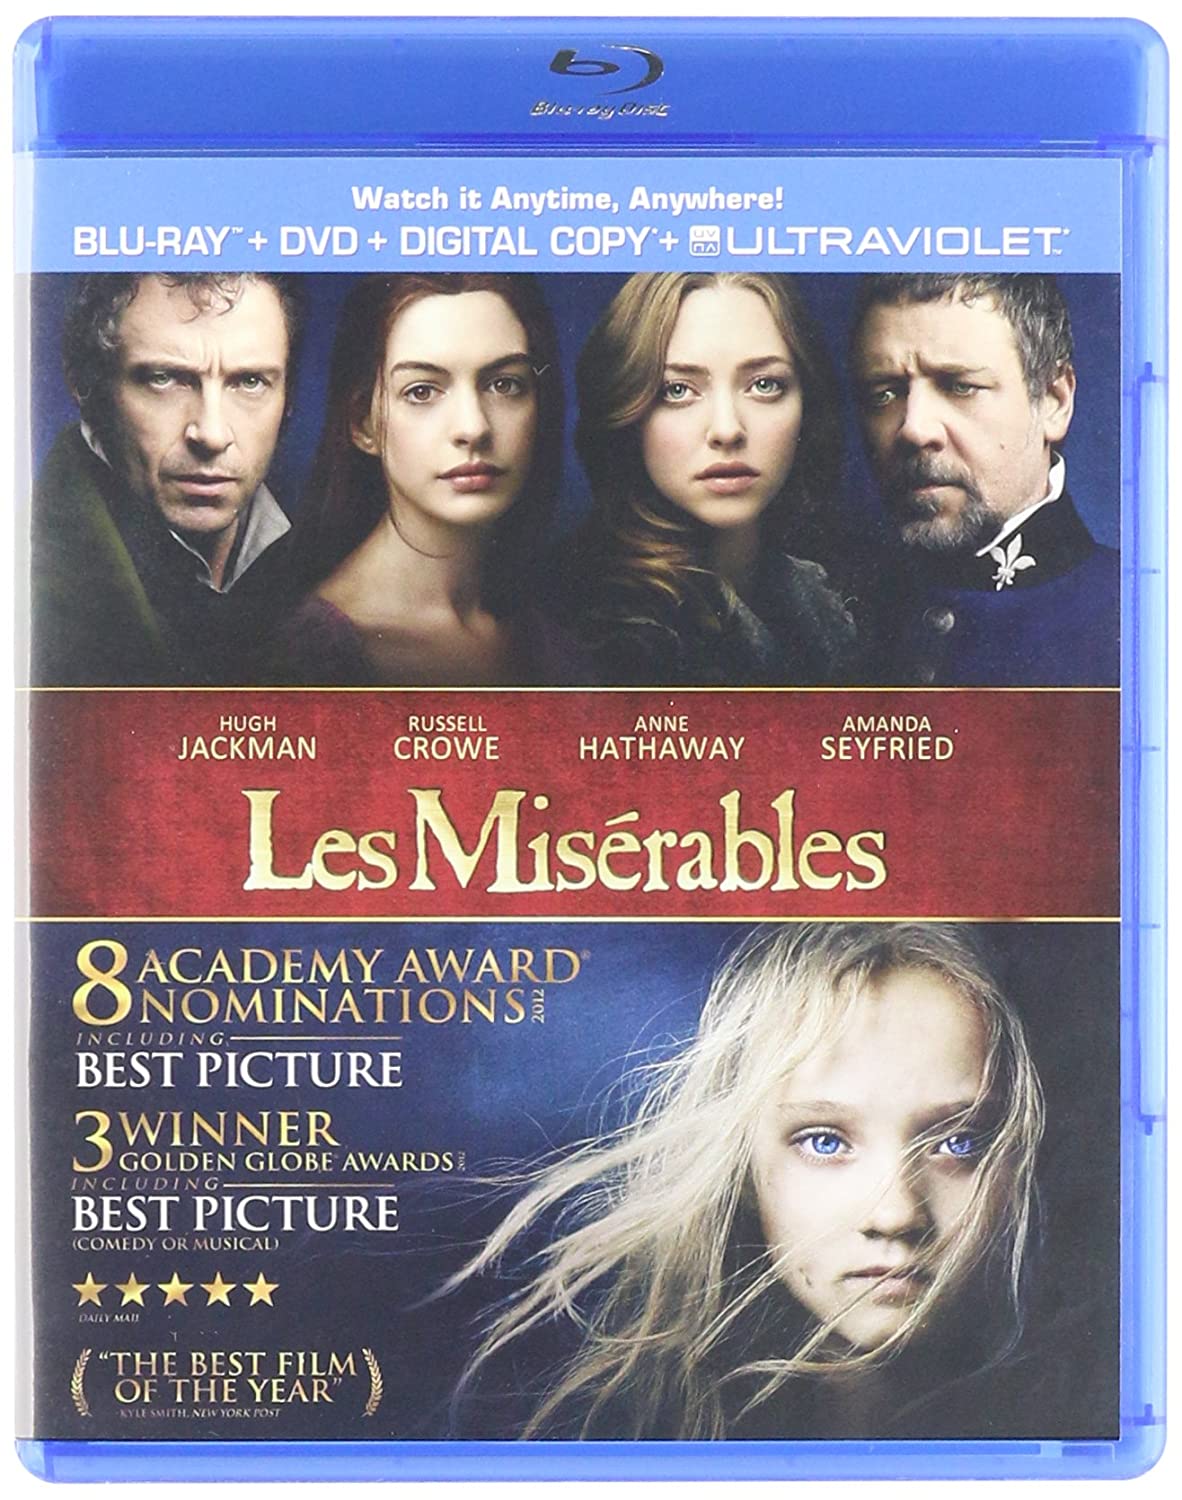 Blu-ray Disc
Watch it Anytime, Anywhere!
BLU-RAY™ + DVD + DIGITAL COPY* + UV ULTRAVIOLET™*
HUGH RUSSELL ANNE AMANDA
JACKMAN CROWE HATHAWAY SEYFRIED
Les Misérables
8 ACADEMY AWARD®
NOMINATIONS 2012
INCLUDING
BEST PICTURE
3 WINNER
GOLDEN GLOBE® AWARDS 2012
INCLUDING
BEST PICTURE
(COMEDY OR MUSICAL)
★★★★★
DAILY MAIL
"THE BEST FILM
OF THE YEAR"
KYLE SMITH, NEW YORK POST